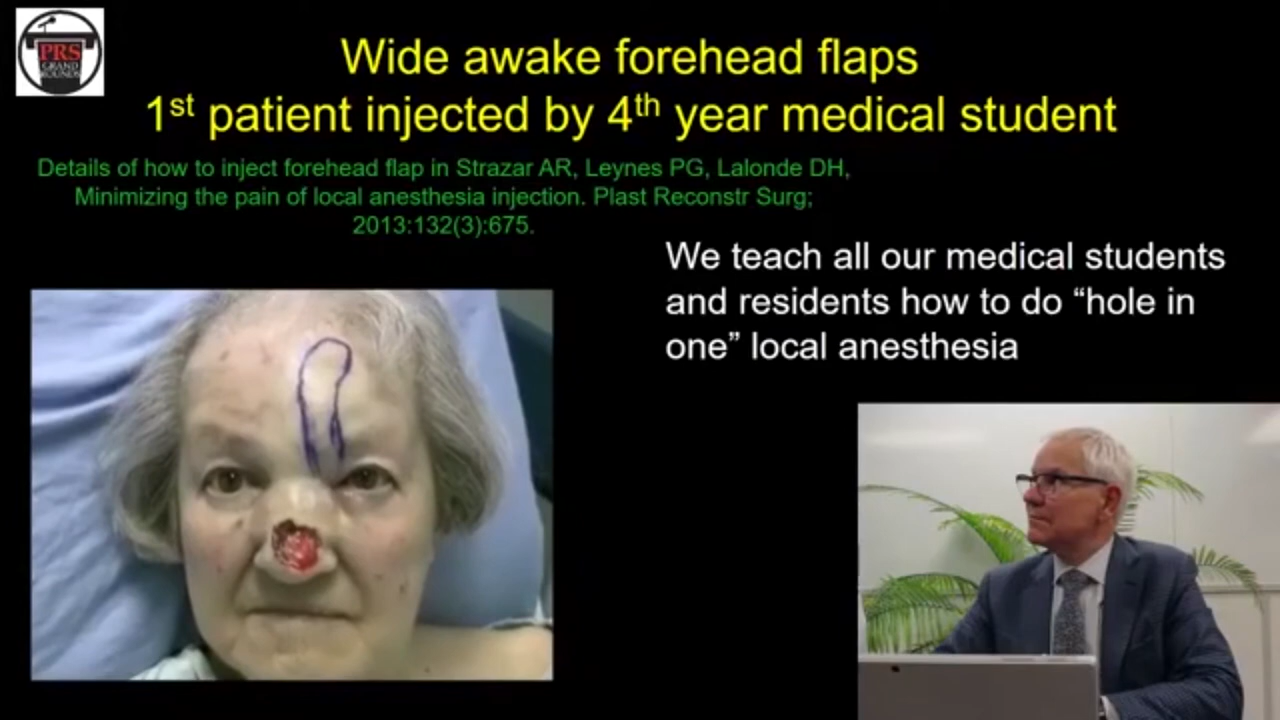 PRS
GRAND
ROUNDS
Wide awake forehead flaps
1st patient injected by 4th year medical student
Details of how to inject forehead flap in Strazar AR, Leynes PG, Lalonde DH,
Minimizing the pain of local anesthesia injection. Plast Reconstr Surg;
2013:132(3):675.
We teach all our medical students
and residents how to do “hole in
one” local anesthesia